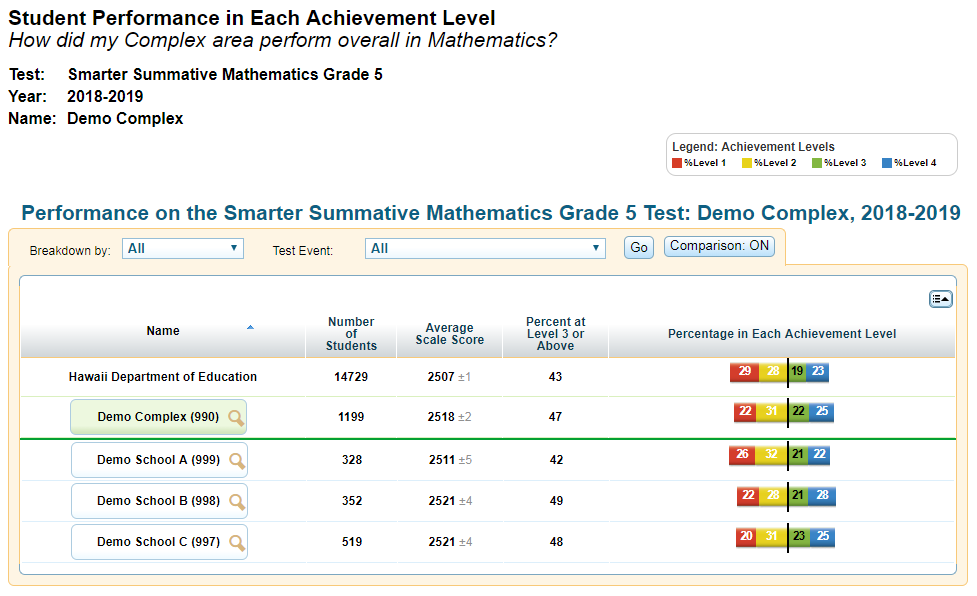 Student Performance in Each Achievement Level
How did my Complex area perform overall in Mathematics?
Test: Smarter Summative Mathematics Grade 5
Year: 2018-2019
Name: Demo Complex
Legend: Achievement Levels
%Level 1 %Level 2 %Level 3 %Level 4
Performance on the Smarter Summative Mathematics Grade 5 Test: Demo Complex, 2018-2019
Breakdown by: All Test Event: All Go Comparison: ON
Name
Number
of
Students
Average
Scale Score
Percent at
Level 3 or
Above
Percentage in Each Achievement Level
Hawaii Department of Education 14729 2507 ±1 43 29 28 19 23
Demo Complex (990) 1199 2518 ±2 47 22 31 22 25
Demo School A (999) 328 2511 ±5 42 26 32 21 22
Demo School B (998) 352 2521 ±4 49 22 28 21 28
Demo School C (997) 519 2521 ±4 48 20 31 23 25